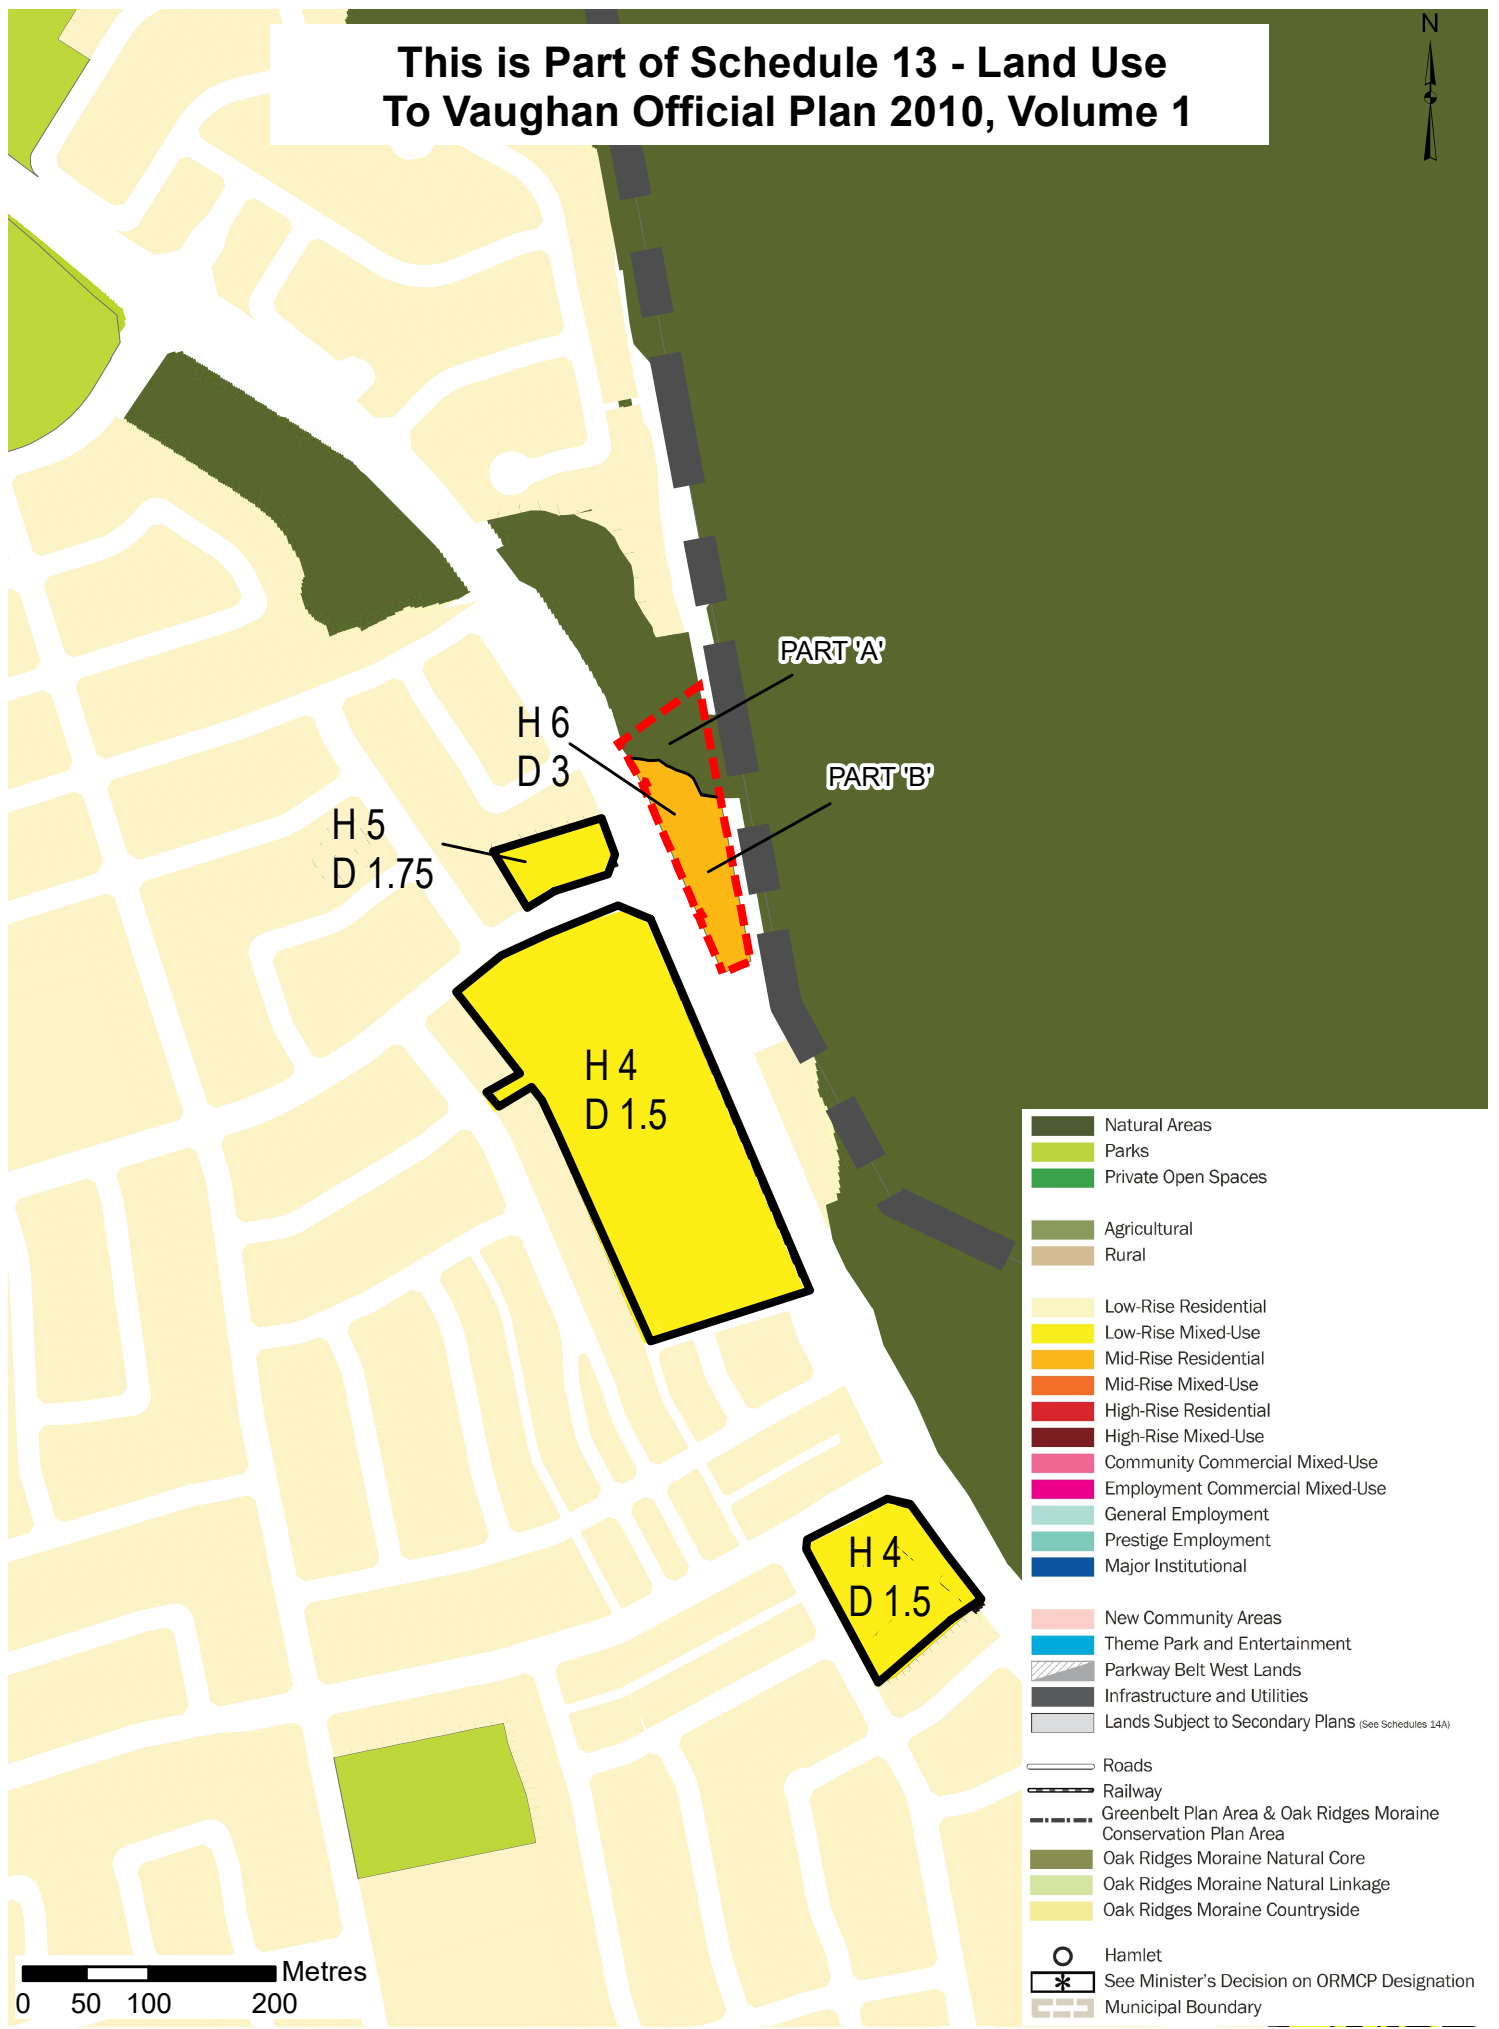 This is Part of Schedule 13 - Land Use
To Vaughan Official Plan 2010, Volume 1
N
PART 'A'
H 6
D 3
PART 'B'
H 5
D 1.75
H 4
D 1.5
H 4
D 1.5
Natural Areas
Parks
Private Open Spaces
Agricultural
Rural
Low-Rise Residential
Low-Rise Mixed-Use
Mid-Rise Residential
Mid-Rise Mixed-Use
High-Rise Residential
High-Rise Mixed-Use
Community Commercial Mixed-Use
Employment Commercial Mixed-Use
General Employment
Prestige Employment
Major Institutional
New Community Areas
Theme Park and Entertainment
Parkway Belt West Lands
Infrastructure and Utilities
Lands Subject to Secondary Plans (See Schedules 14A)
Roads
Railway
Greenbelt Plan Area & Oak Ridges Moraine
Conservation Plan Area
Oak Ridges Moraine Natural Core
Oak Ridges Moraine Natural Linkage
Oak Ridges Moraine Countryside
Hamlet
* See Minister's Decision on ORMCP Designation
Municipal Boundary
Metres
0 50 100 200